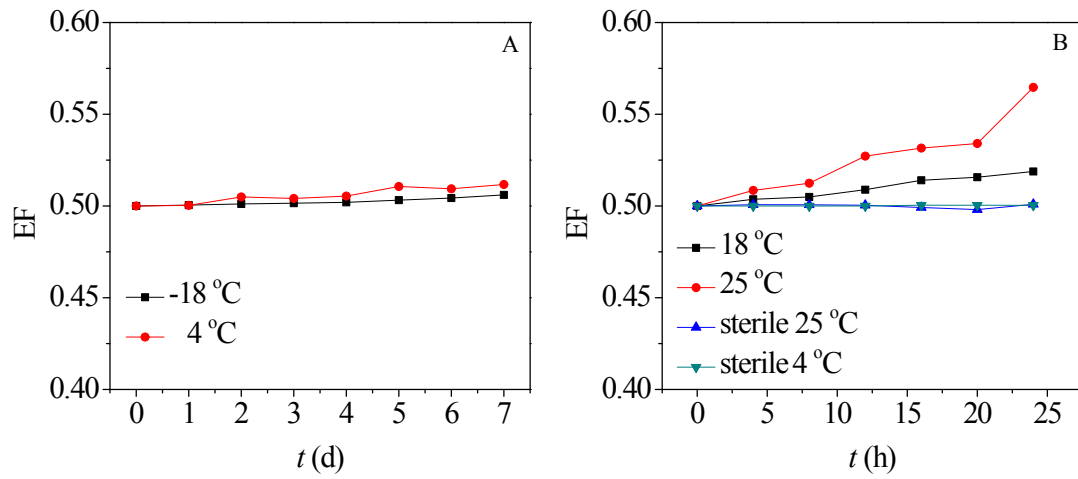 A
0.60
0.55
0.50
0.45
0.40
EF
-18 °C
4 °C
0 1 2 3 4 5 6 7
t (d)
B
0.60
0.55
0.50
0.45
0.40
EF
18 °C
25 °C
sterile 25 °C
sterile 4 °C
0 5 10 15 20 25
t (h)